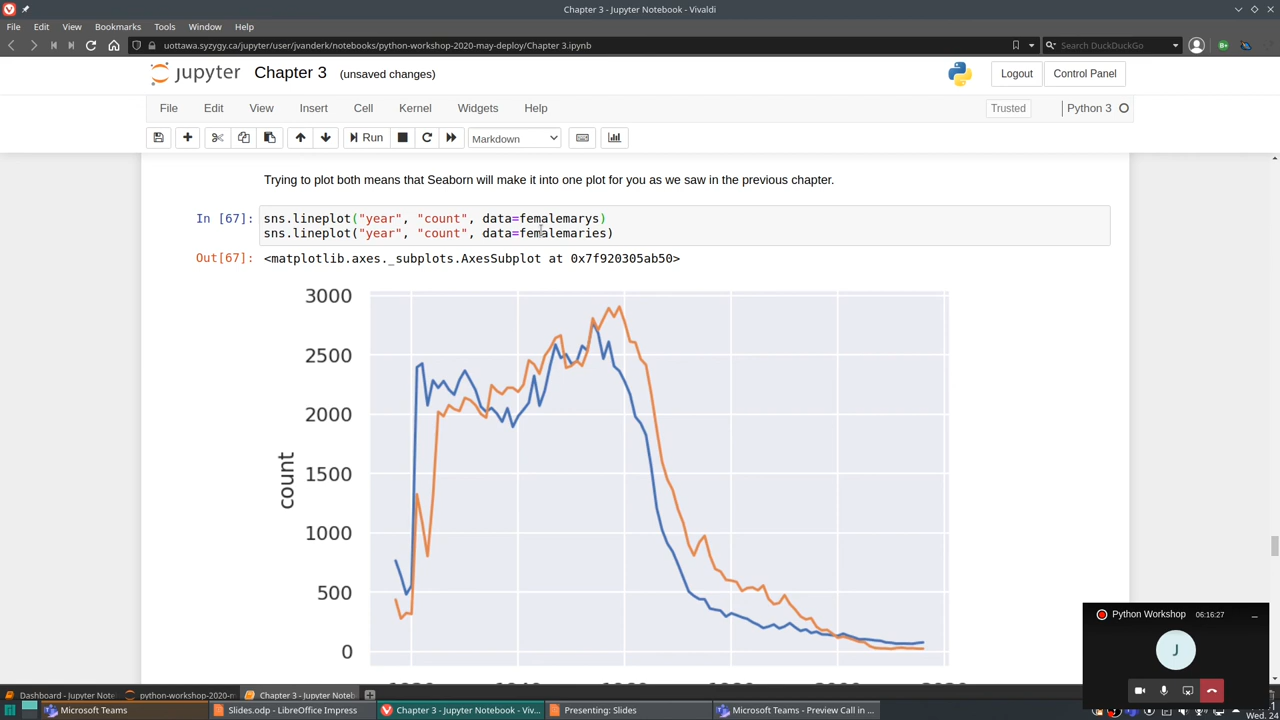 Chapter 3 - Jupyter Notebook - Vivaldi
File Edit View Bookmarks Tools Window Help
uottawa.syzygy.ca/jupyter/user/jvanderk/notebooks/python-workshop-2020-may-deploy/Chapter 3.ipynb
Search DuckDuckGo
jupyter Chapter 3 (unsaved changes)
Logout Control Panel
File Edit View Insert Cell Kernel Widgets Help
Trusted Python 3
Run Markdown
Trying to plot both means that Seaborn will make it into one plot for you as we saw in the previous chapter.
In [67]: sns.lineplot("year", "count", data=femalemarys)
sns.lineplot("year", "count", data=femalemaries)
Out[67]: <matplotlib.axes._subplots.AxesSubplot at 0x7f920305ab50>
3000
2500
2000
1500
1000
500
0
count
Python Workshop 06:16:27
J
Dashboard - Jupyter Note
python-workshop-2020-m
Chapter 3 - Jupyter Noteb
Microsoft Teams
Slides.odp - LibreOffice Impress
Chapter 3 - Jupyter Notebook - Viv...
Presenting: Slides
Microsoft Teams - Preview Call in ...
Wed. 24